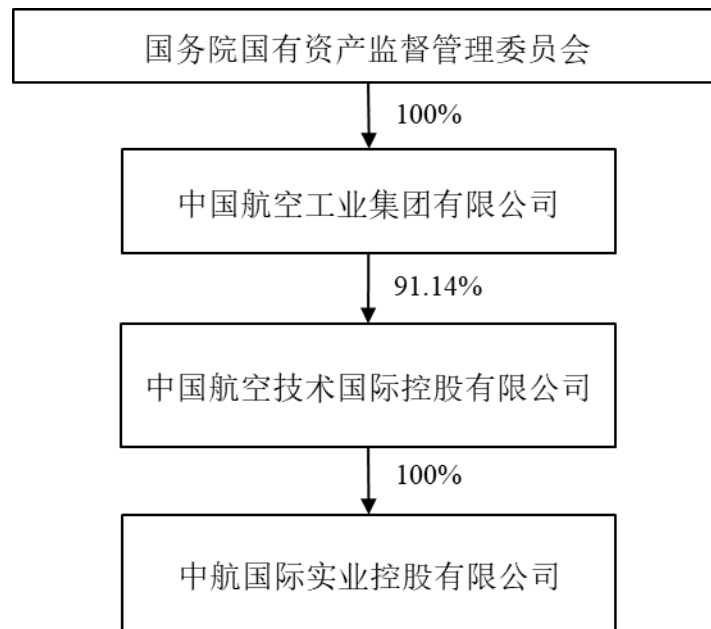 国务院国有资产监督管理委员会
100%
中国航空工业集团有限公司
91.14%
中国航空技术国际控股有限公司
100%
中航国际实业控股有限公司